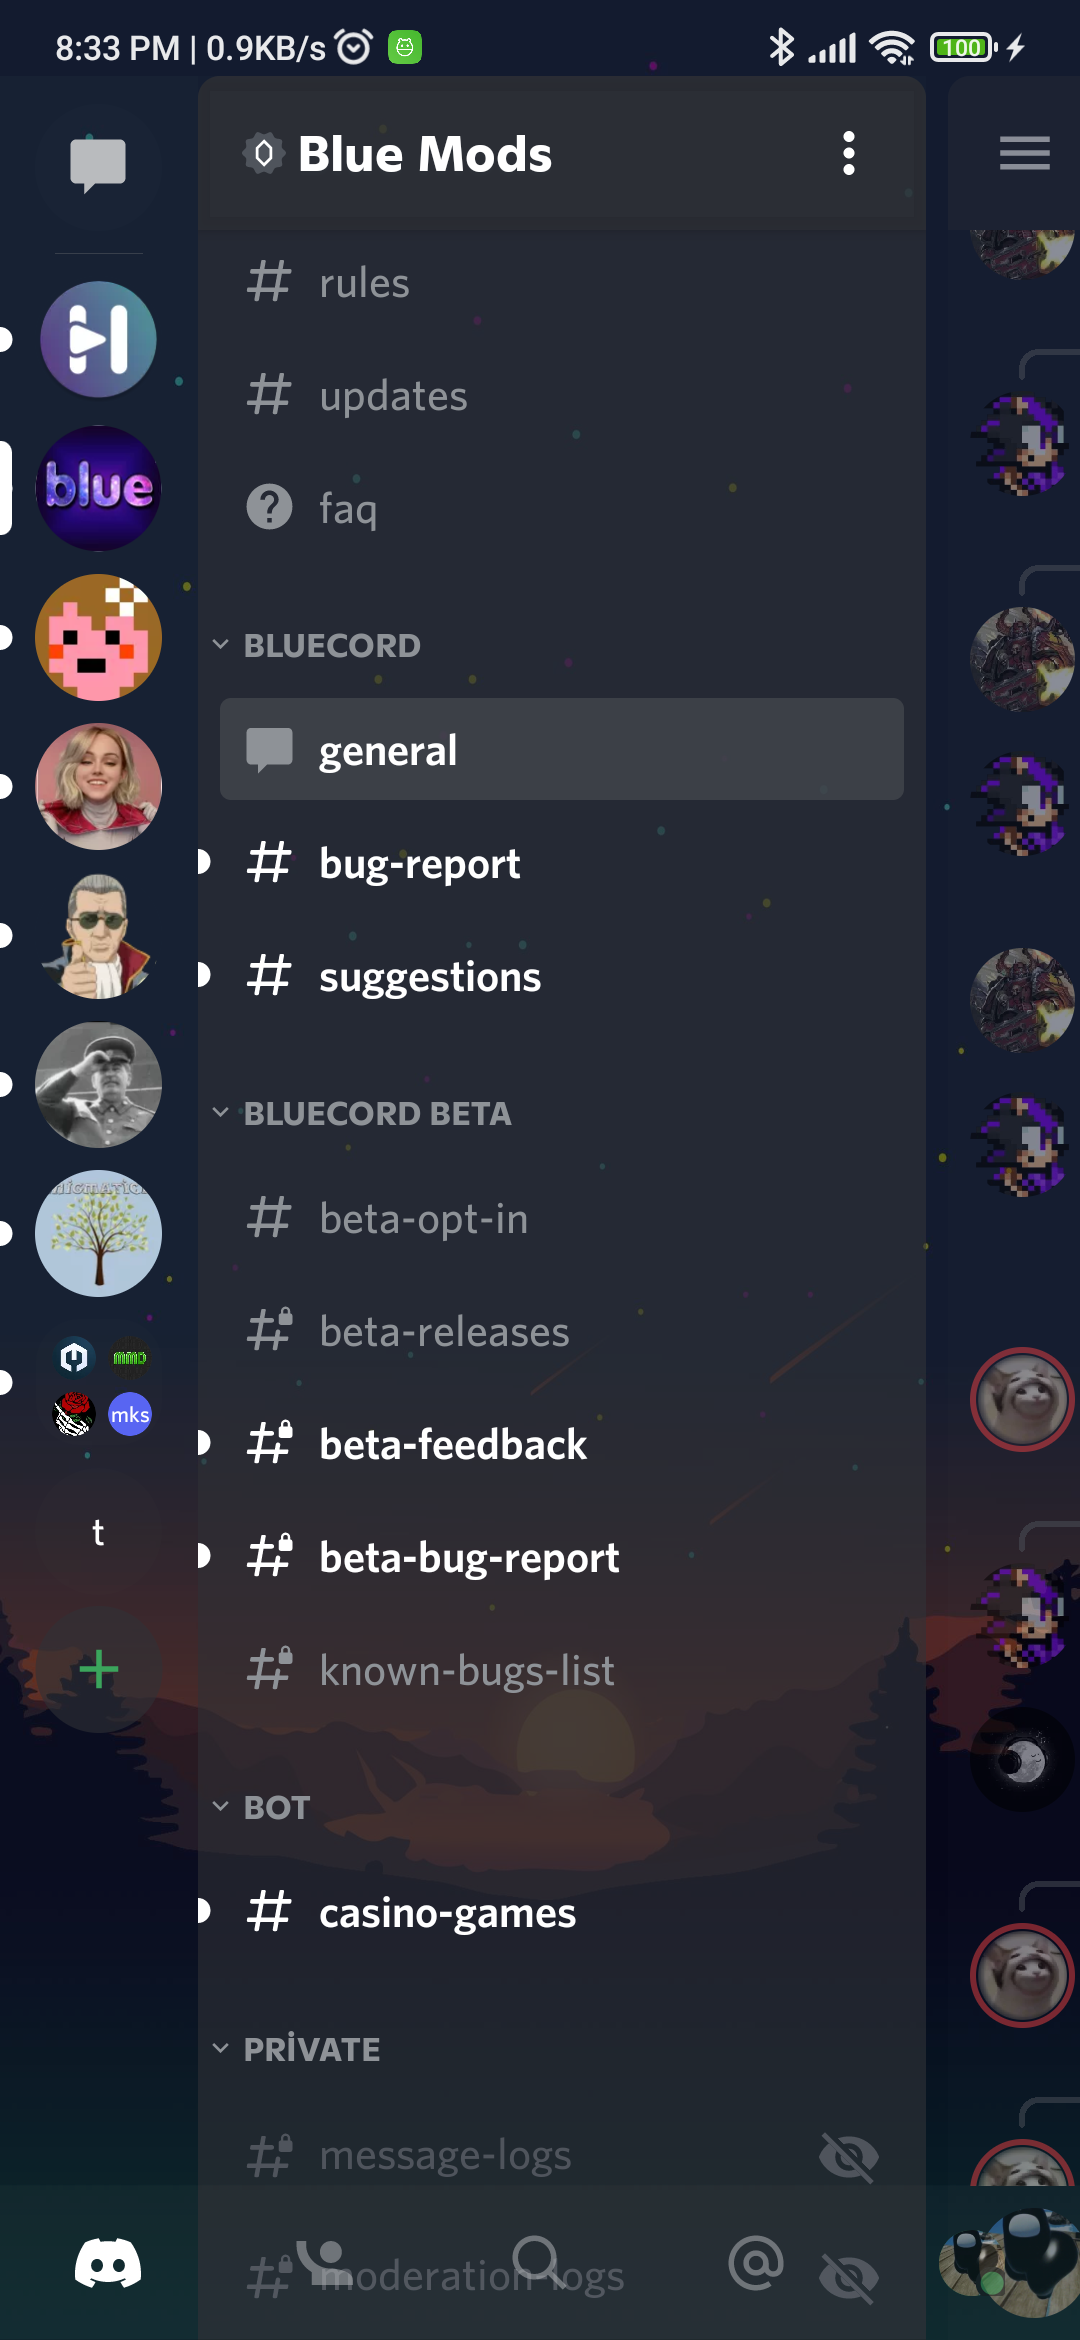 8:33 PM | 0.9KB/s
100
Blue Mods
rules
updates
faq
blue
BLUECORD
general
bug-report
suggestions
BLUECORD BETA
beta-opt-in
beta-releases
mmd
mks
beta-feedback
t
beta-bug-report
known-bugs-list
BOT
casino-games
PRİVATE
message-logs
moderation-logs